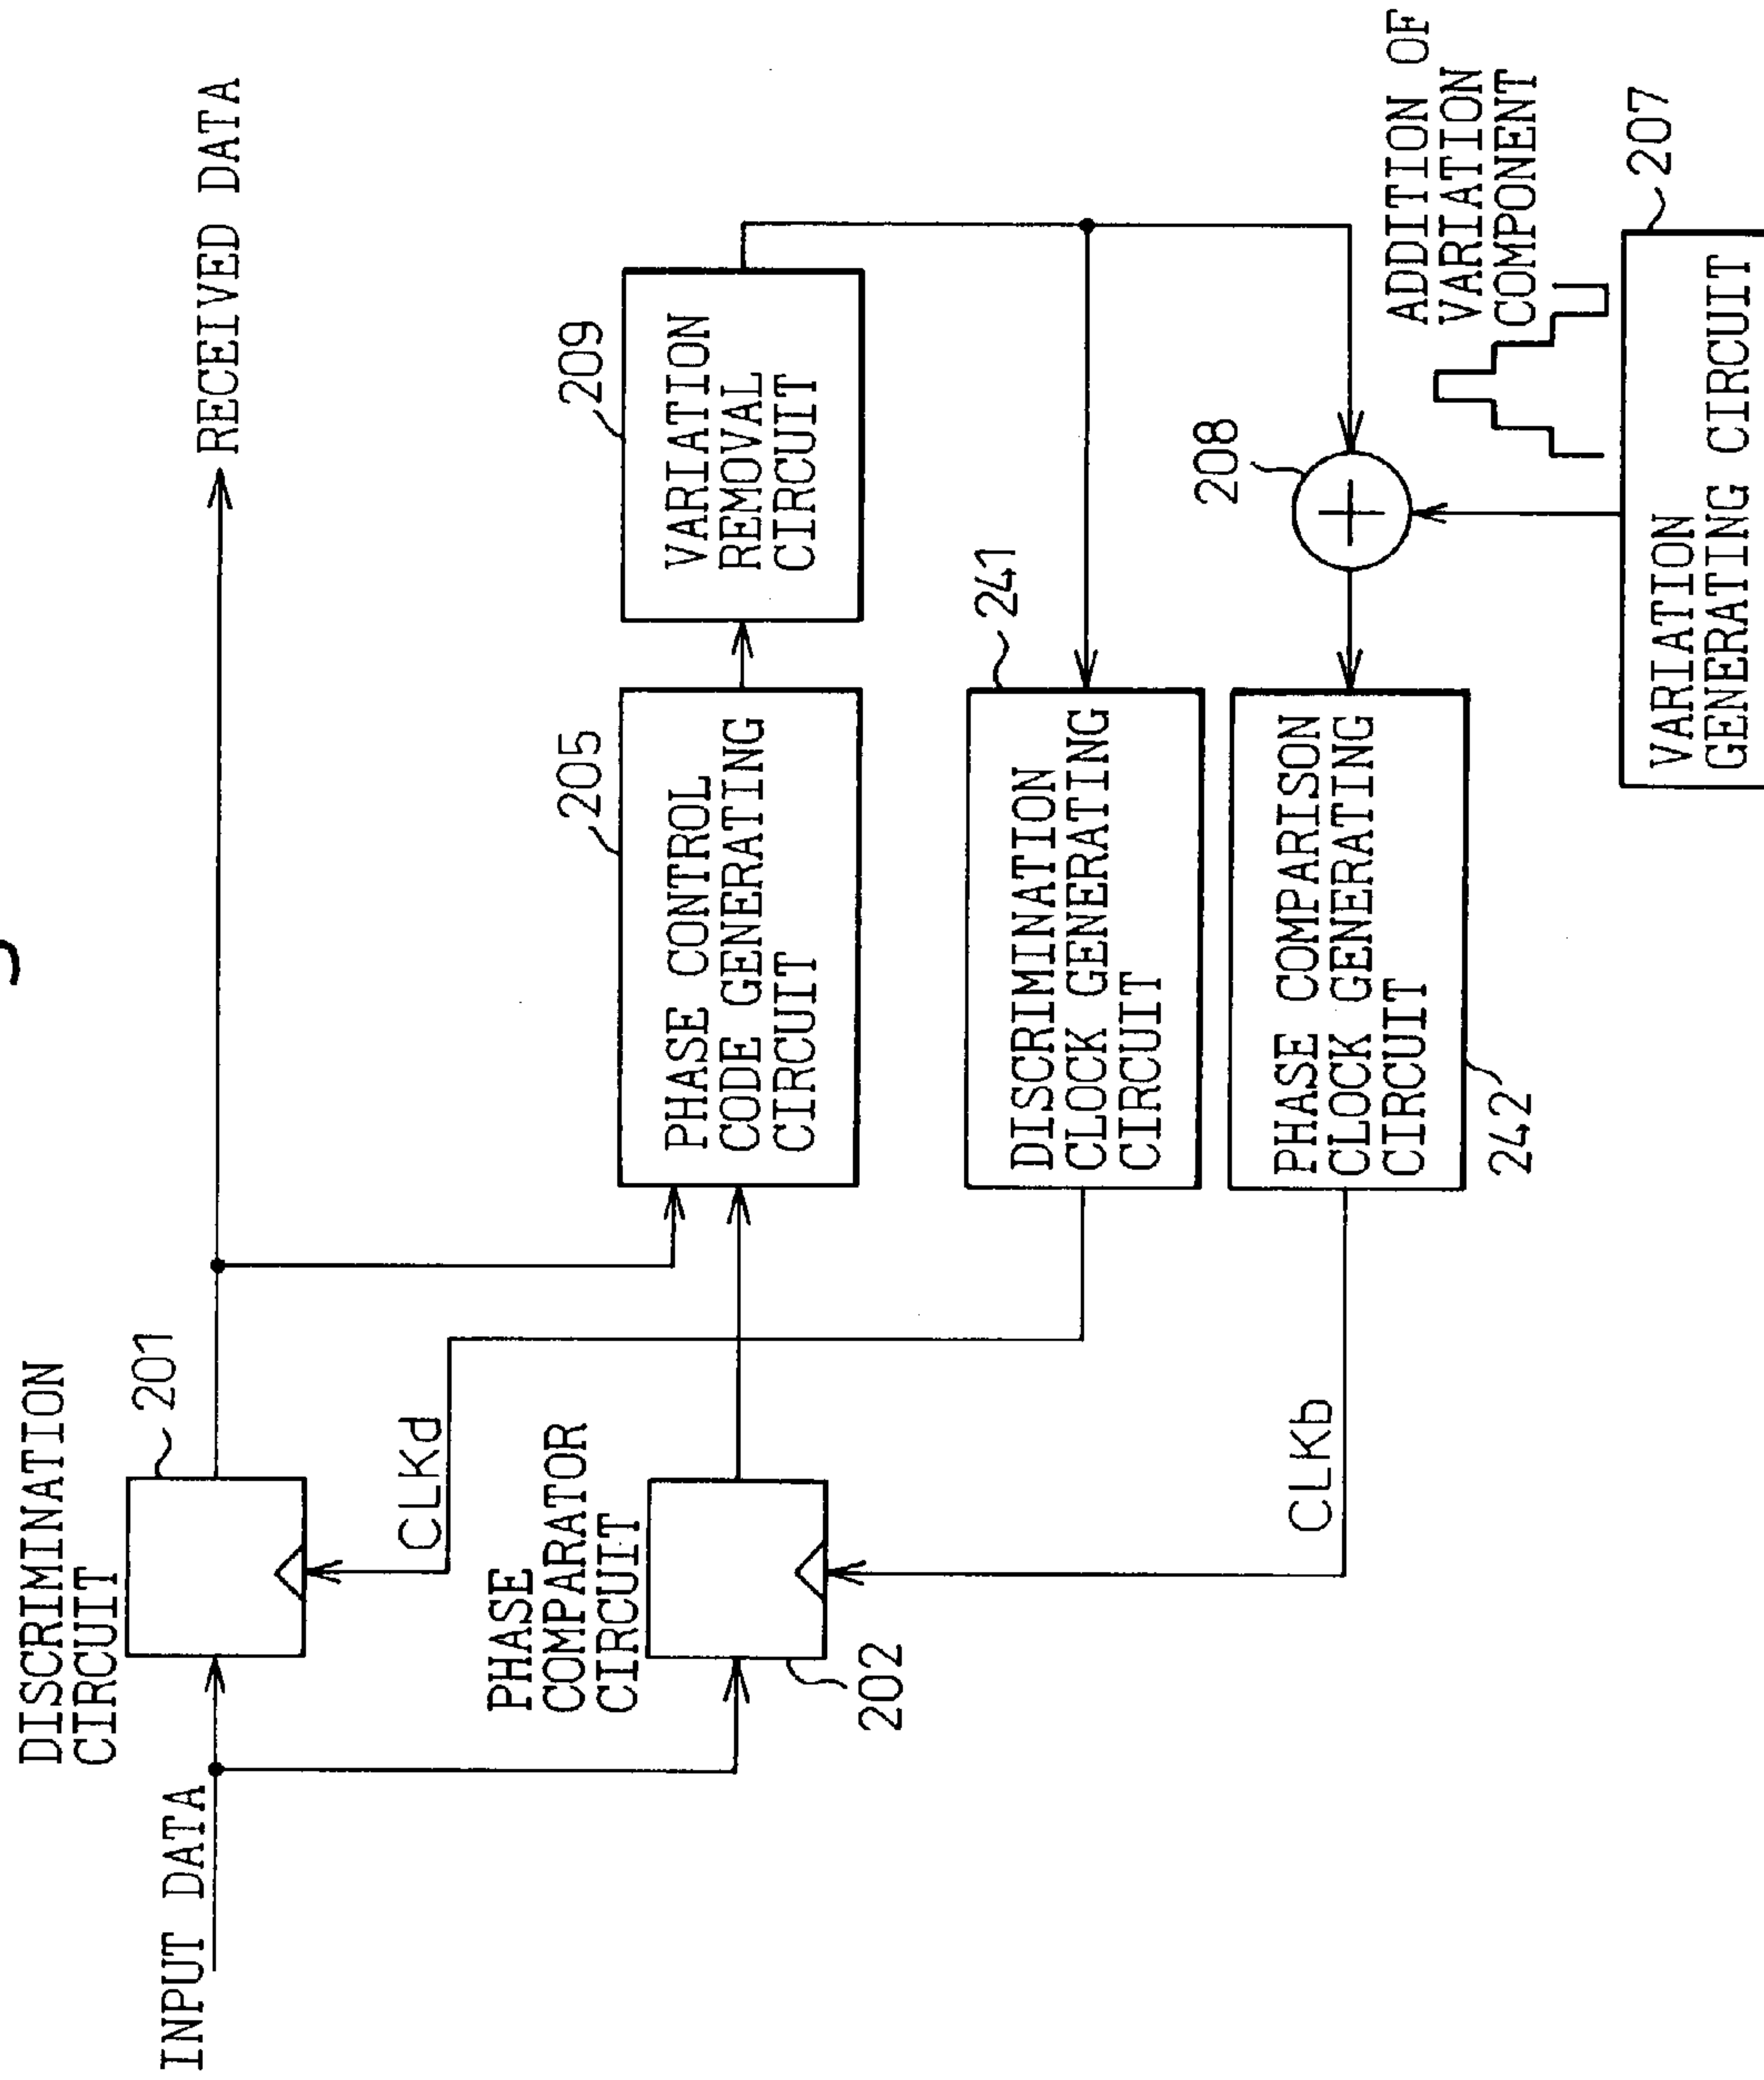 DISCRIMINATION
CIRCUIT
201
INPUT DATA
RECEIVED DATA
CLKd
PHASE
COMPARATOR
CIRCUIT
202
205
PHASE CONTROL
CODE GENERATING
CIRCUIT
209
VARIATION
REMOVAL
CIRCUIT
241
DISCRIMINATION
CLOCK GENERATING
CIRCUIT
208
+
PHASE COMPARISON
CLOCK GENERATING
CIRCUIT
242
CLKb
ADDITION OF
VARIATION
COMPONENT
207
VARIATION
GENERATING CIRCUIT